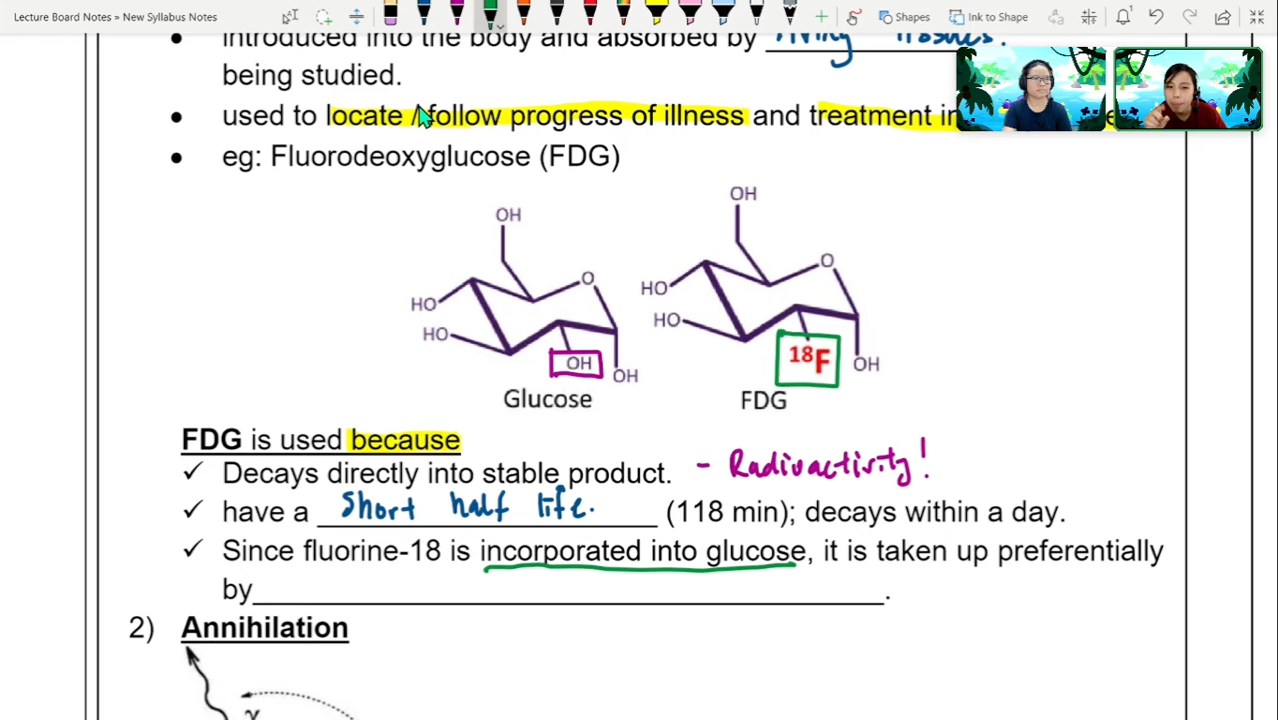 Lecture Board Notes » New Syllabus Notes
Shapes
Ink to Shape
• introduced into the body and absorbed by living tissues.
being studied.
• used to locate / follow progress of illness and treatment in
• eg: Fluorodeoxyglucose (FDG)
OH
O
HO
HO
OH
OH
Glucose
OH
O
HO
HO
18F
OH
FDG
FDG is used because
✓ Decays directly into stable product. - Radioactivity!
✓ have a short half life. (118 min); decays within a day.
✓ Since fluorine-18 is incorporated into glucose, it is taken up preferentially
by____________________.
2) Annihilation
γ